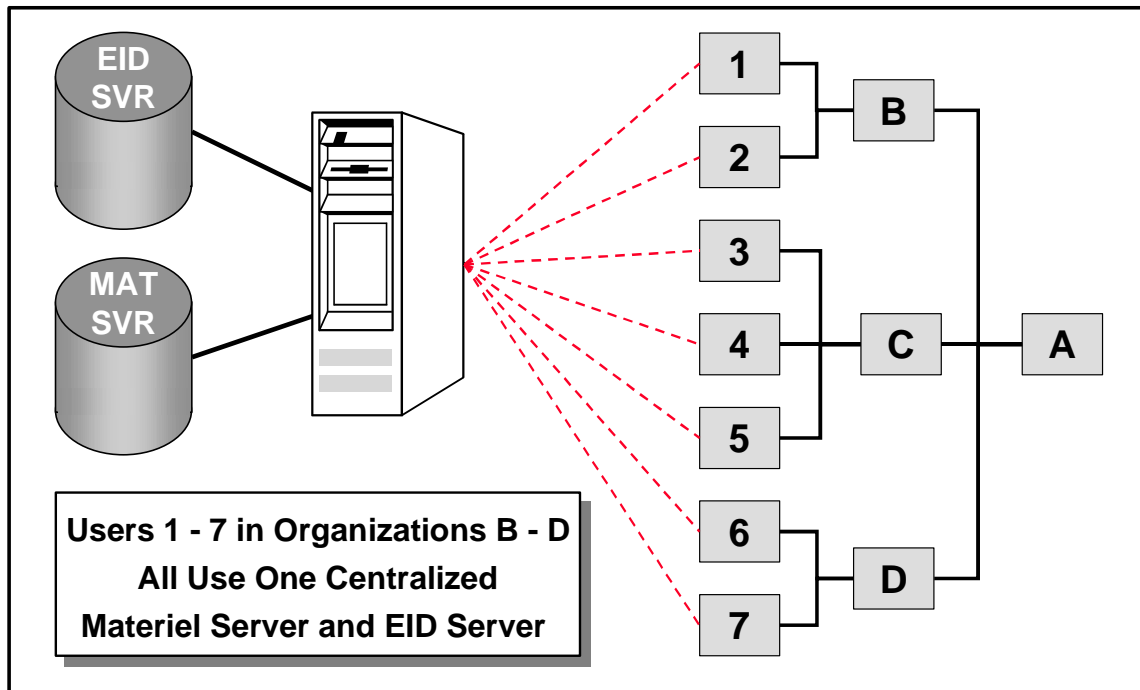 EID
SVR
MAT
SVR
1
2
3
4
5
6
7
B
C
D
A
Users 1 - 7 in Organizations B - D
All Use One Centralized
Materiel Server and EID Server